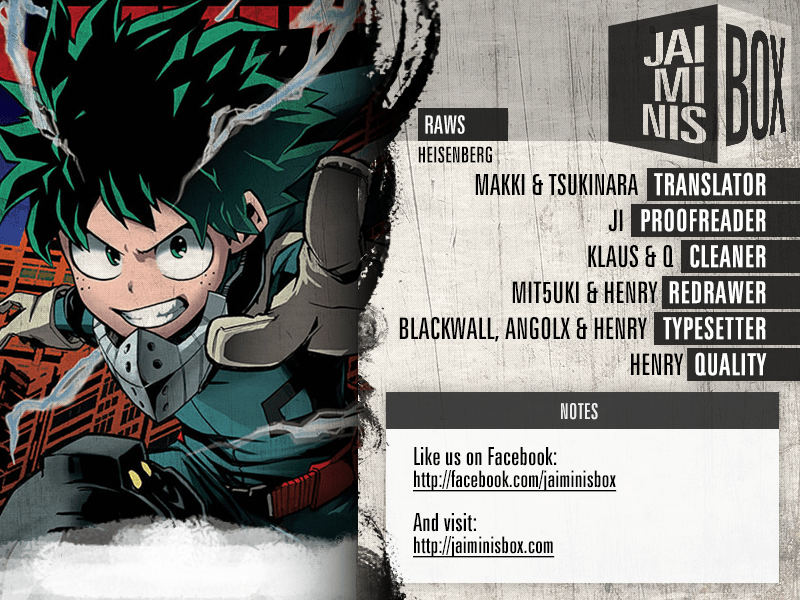 JAI
MI
NIS
BOX
RAWS
HEISENBERG
MAKKI & TSUKINARA TRANSLATOR
JI PROOFREADER
KLAUS & Q CLEANER
MIT5UKI & HENRY REDRAWER
BLACKWALL, ANGOLX & HENRY TYPESETTER
HENRY QUALITY
NOTES
Like us on Facebook:
http://facebook.com/jaiminisbox
And visit:
http://jaiminisbox.com